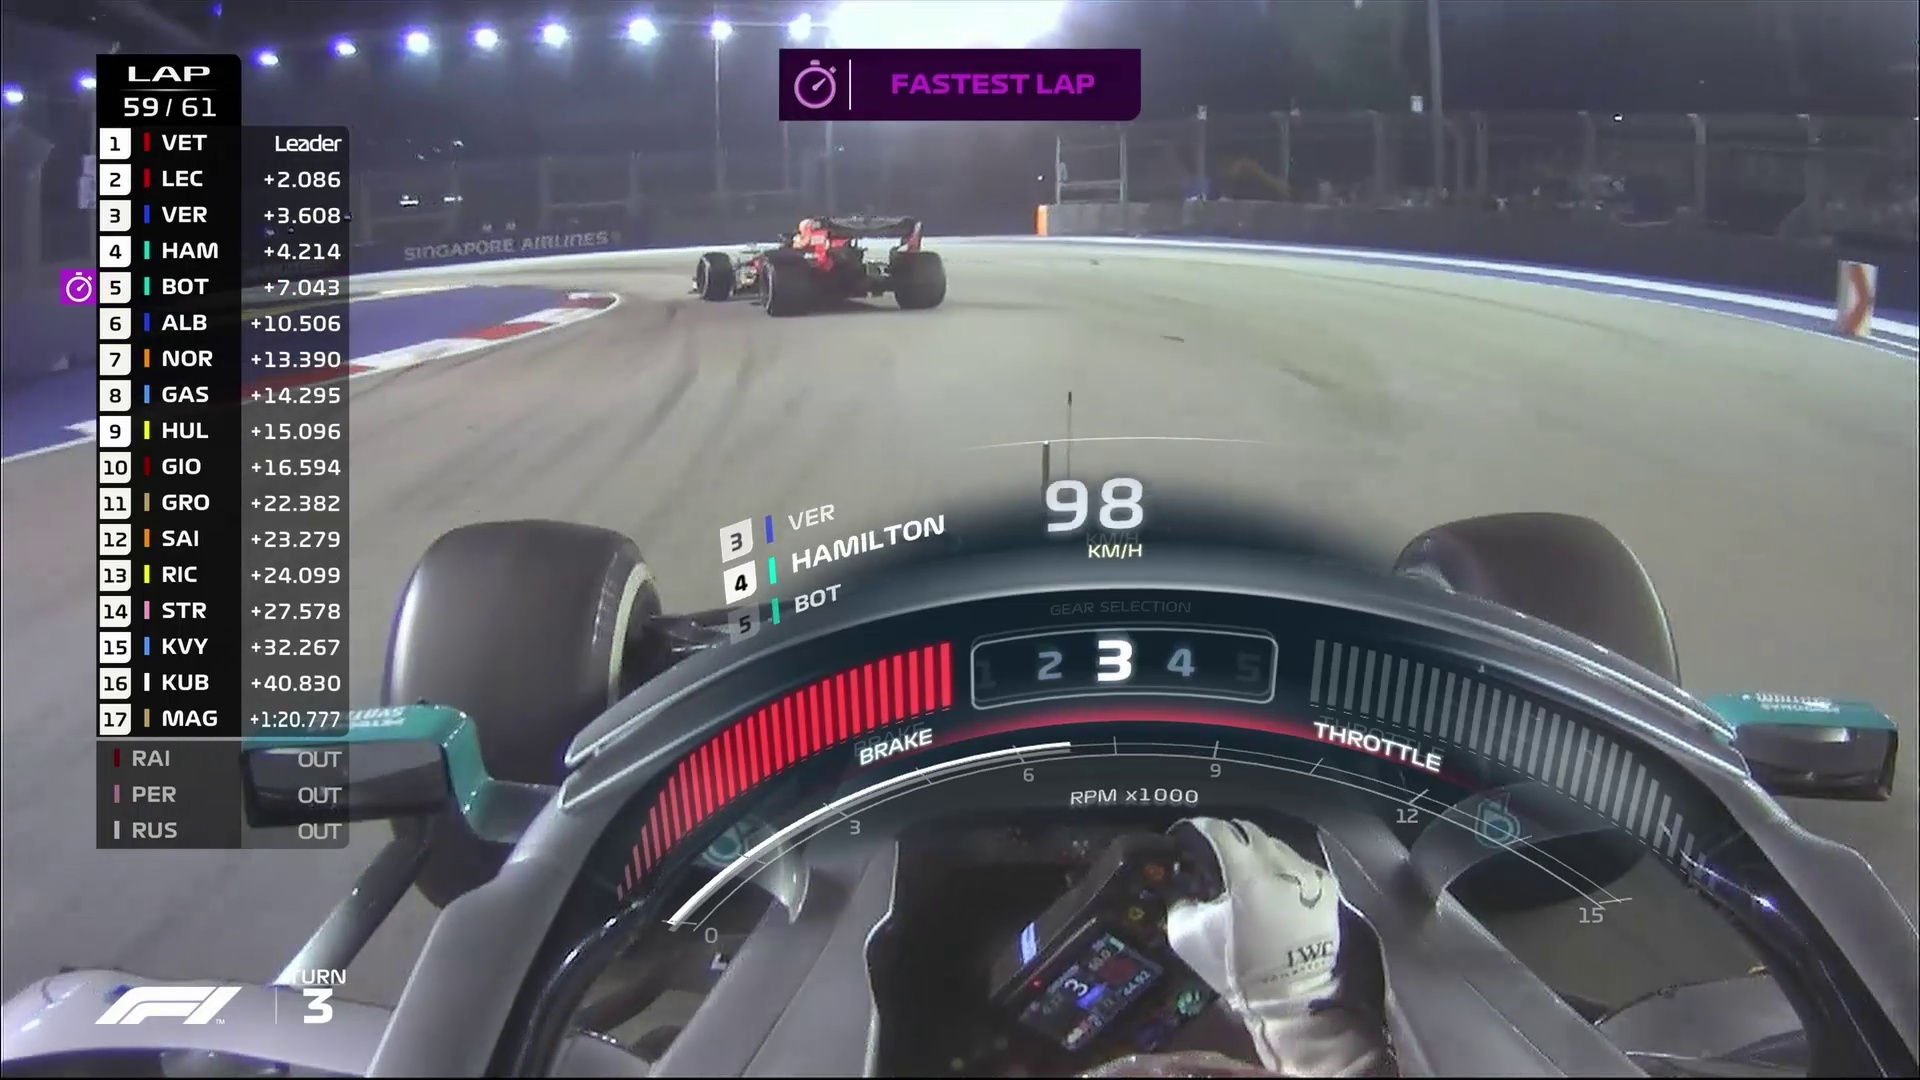 LAP
59 / 61
FASTEST LAP
1 VET Leader
2 LEC +2.086
3 VER +3.608
4 HAM +4.214
5 BOT +7.043
6 ALB +10.506
7 NOR +13.390
8 GAS +14.295
9 HUL +15.096
10 GIO +16.594
11 GRO +22.382
12 SAI +23.279
13 RIC +24.099
14 STR +27.578
15 KVY +32.267
16 KUB +40.830
17 MAG +1:20.777
RAI OUT
PER OUT
RUS OUT
SINGAPORE AIRLINES
98
KM/H
3 VER
4 HAMILTON
5 BOT
GEAR SELECTION
1 2 3 4 5
BRAKE
THROTTLE
0 3 6 9 12 15
RPM x1000
IWC
3
F1
TURN
3